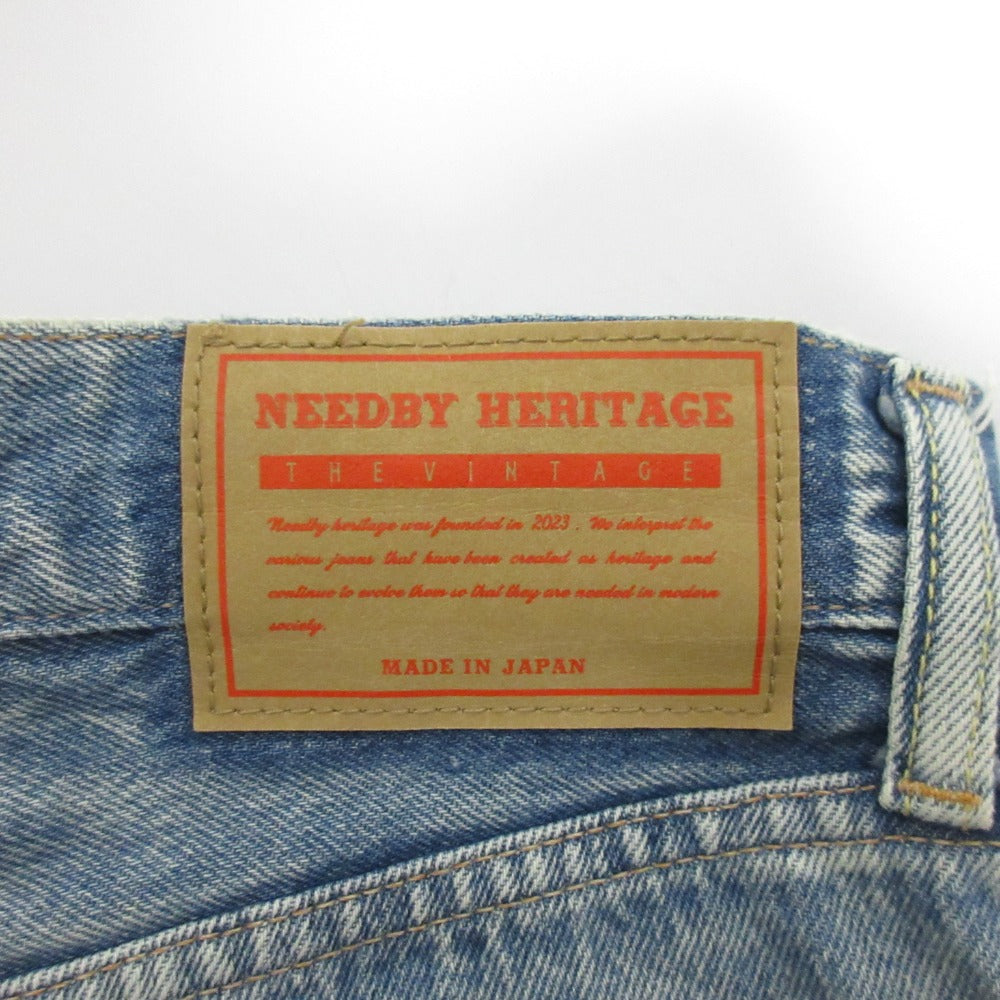 NEEDBY HERITAGE
THE VINTAGE
Needby heritage was founded in 2023. We interpret the
various jeans that have been created as heritage and
continue to evolve them so that they are needed in modern
society.
MADE IN JAPAN